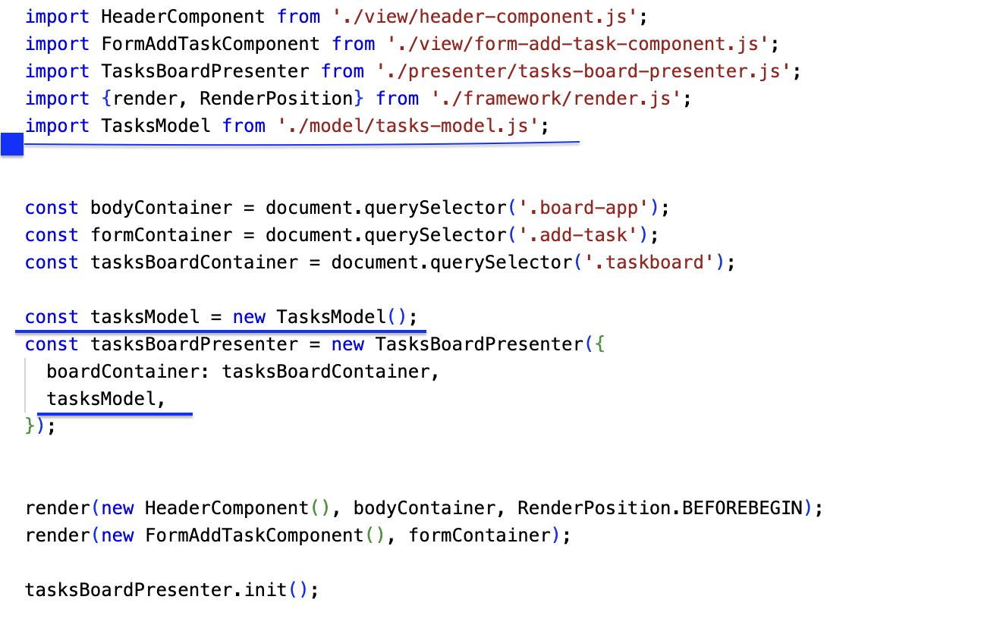 import HeaderComponent from './view/header-component.js';
import FormAddTaskComponent from './view/form-add-task-component.js';
import TasksBoardPresenter from './presenter/tasks-board-presenter.js';
import {render, RenderPosition} from './framework/render.js';
import TasksModel from './model/tasks-model.js';
const bodyContainer = document.querySelector('.board-app');
const formContainer = document.querySelector('.add-task');
const tasksBoardContainer = document.querySelector('.taskboard');
const tasksModel = new TasksModel();
const tasksBoardPresenter = new TasksBoardPresenter({
  boardContainer: tasksBoardContainer,
  tasksModel,
});
render(new HeaderComponent(), bodyContainer, RenderPosition.BEFOREBEGIN);
render(new FormAddTaskComponent(), formContainer);
tasksBoardPresenter.init();